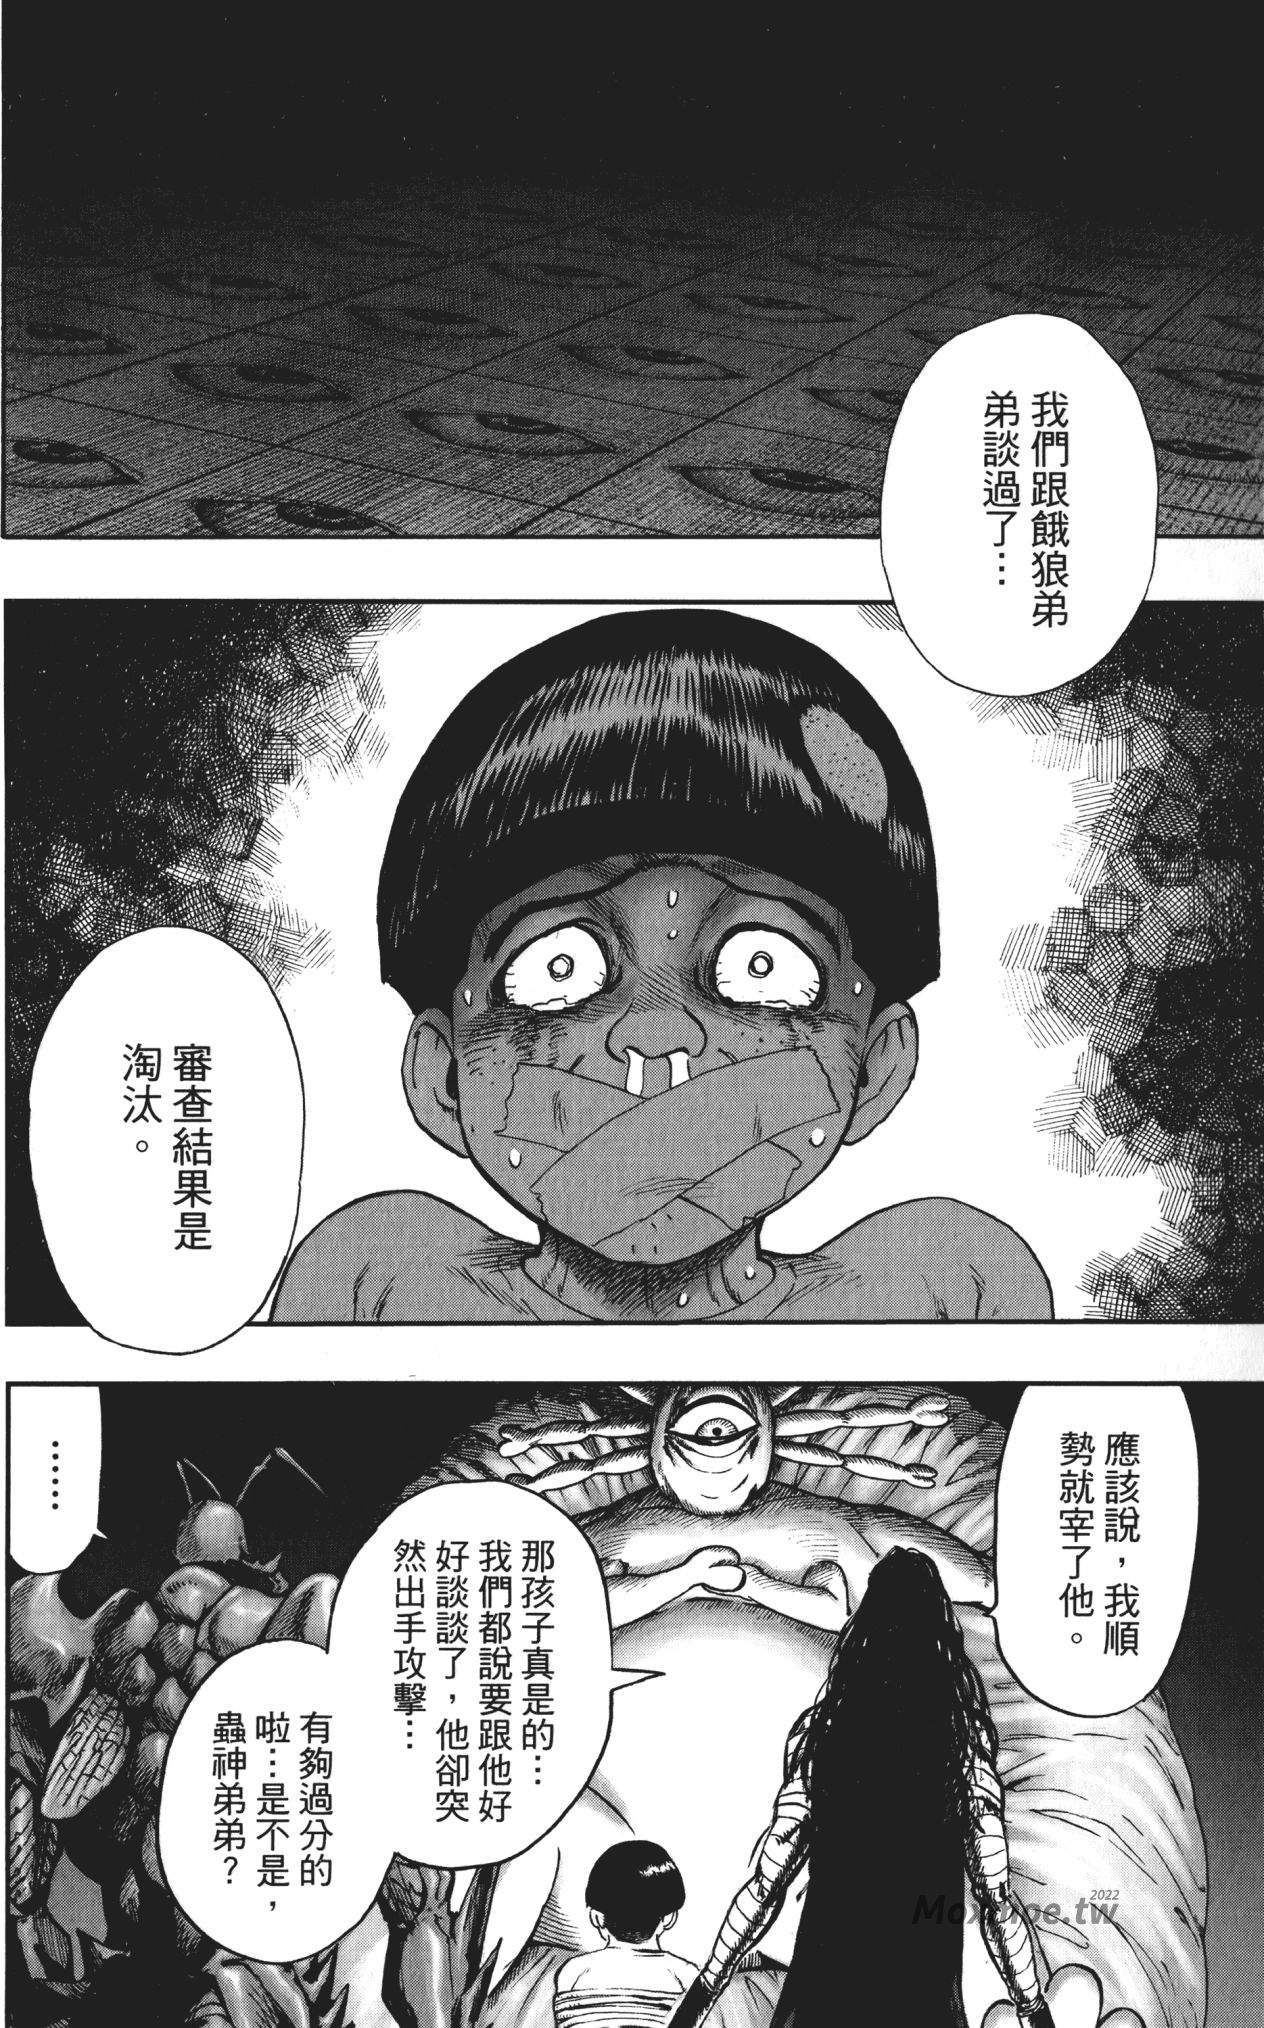 我們跟餓狼弟
弟談過了…
審查結果是
淘汰。
應該說，我順
勢就宰了他。
那孩子真是的…
我們都說要跟他好
好談談了，他卻突
然出手攻擊…
有夠過分的
啦…是不是，
蟲神弟弟？
……
2022